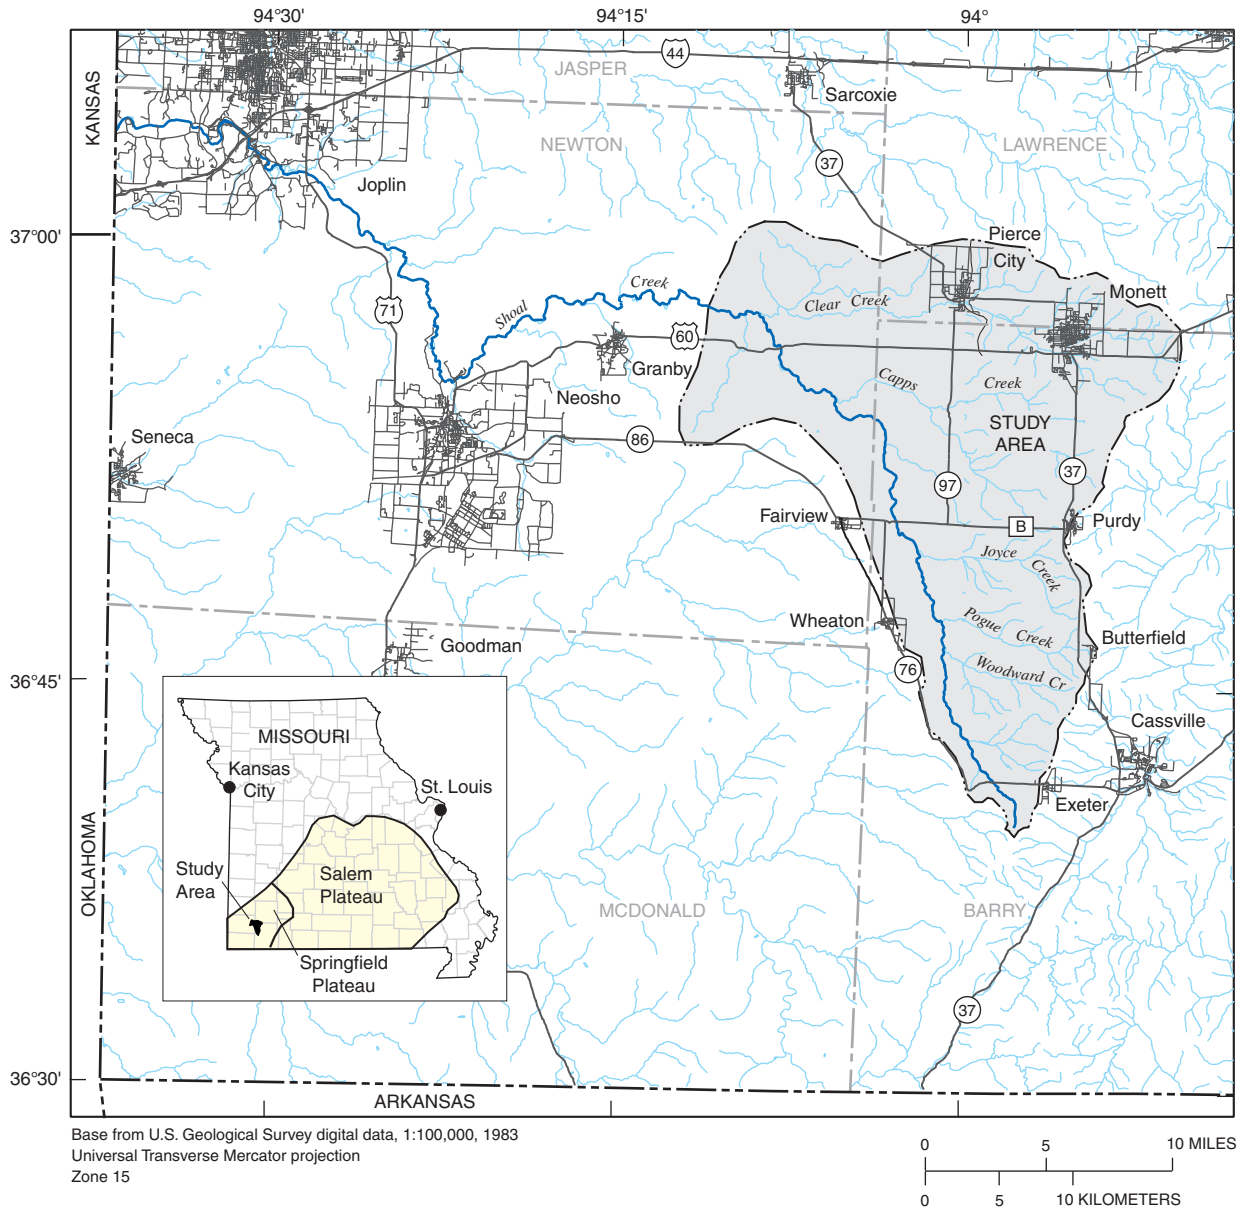 94°30'
94°15'
94°
KANSAS
44
JASPER
Sarcoxie
NEWTON
LAWRENCE
37
Joplin
37°00'
Pierce
City
Creek
Clear Creek
Monett
71
Shoal
60
Granby
Capps
Creek
Neosho
STUDY
AREA
Seneca
86
37
97
Fairview
B
Purdy
Joyce
Creek
Wheaton
Pogue Creek
Butterfield
Goodman
Woodward Cr
76
36°45'
Cassville
MISSOURI
Kansas
City
St. Louis
Exeter
OKLAHOMA
Study
Area
Salem
Plateau
MCDONALD
BARRY
Springfield
Plateau
37
36°30'
ARKANSAS
Base from U.S. Geological Survey digital data, 1:100,000, 1983
Universal Transverse Mercator projection
Zone 15
0 5 10 MILES
0 5 10 KILOMETERS